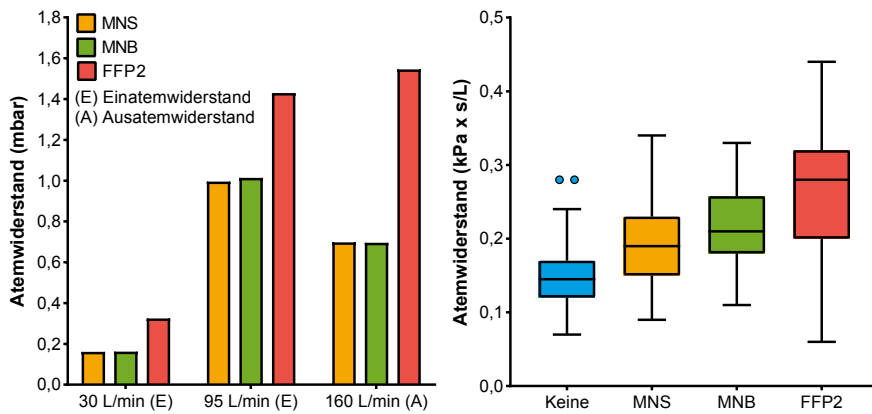 Atemwiderstand (mbar)
1,8
1,6
1,4
1,2
1,0
0,8
0,6
0,4
0,2
0,0
MNS
MNB
FFP2
(E) Einatemwiderstand
(A) Ausatemwiderstand
30 L/min (E)
95 L/min (E)
160 L/min (A)
Atemwiderstand (kPa x s/L)
0,5
0,4
0,3
0,2
0,1
0,0
Keine
MNS
MNB
FFP2